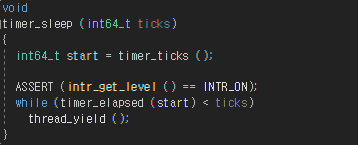 void
timer_sleep (int64_t ticks)
{
  int64_t start = timer_ticks ();

  ASSERT (intr_get_level () == INTR_ON);
  while (timer_elapsed (start) < ticks)
    thread_yield ();
}